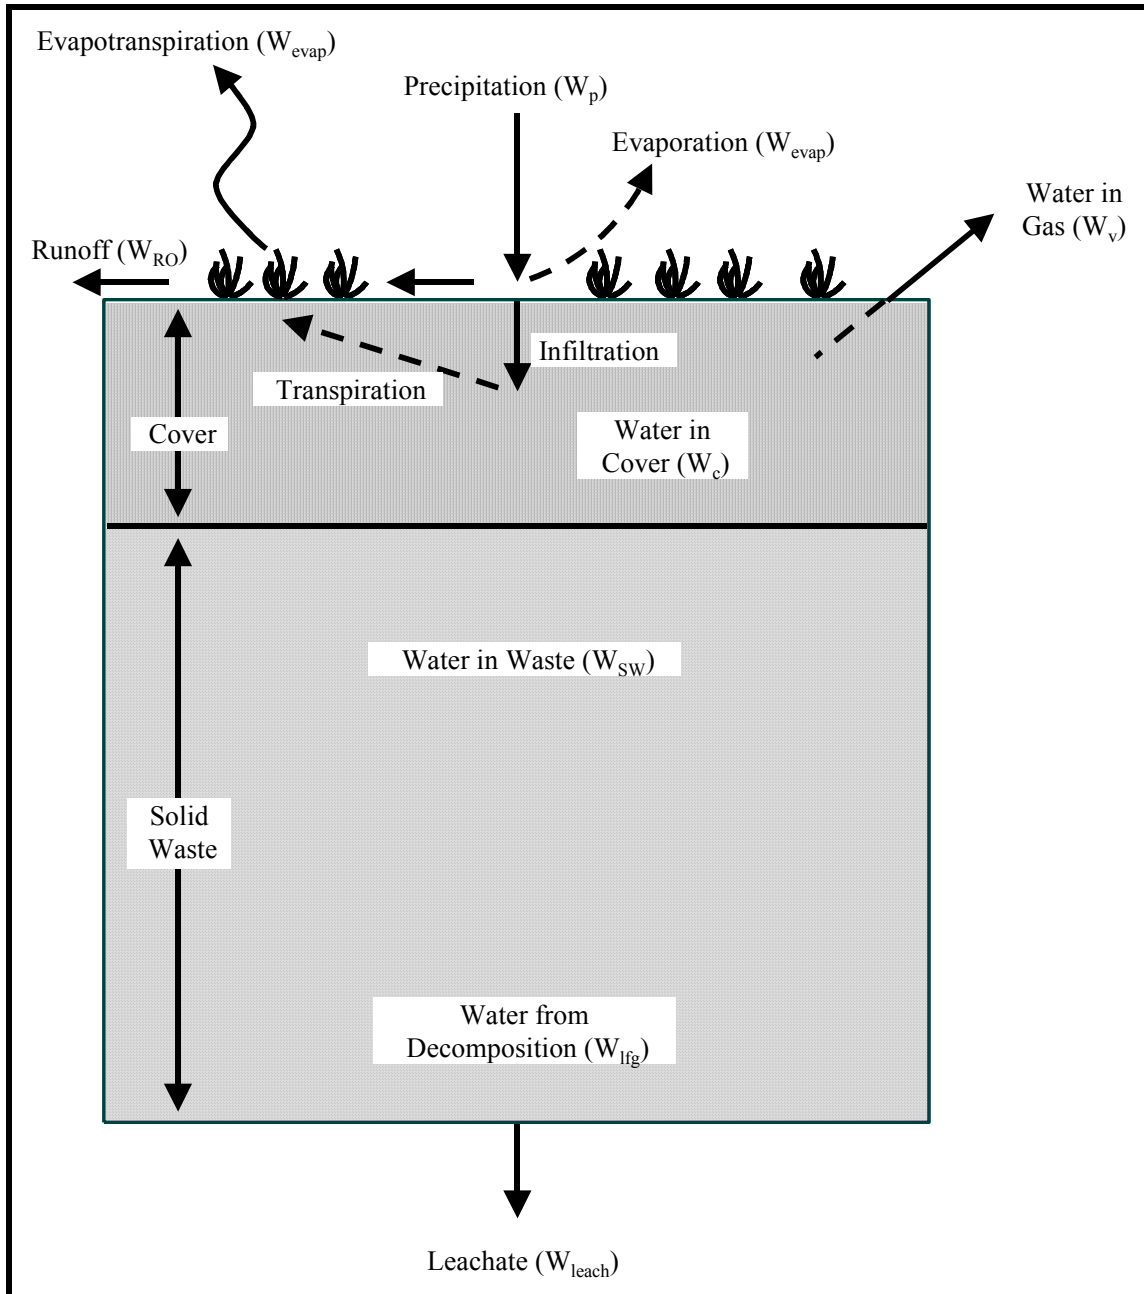 Evapotranspiration (W_evap)
Precipitation (W_p)
Evaporation (W_evap)
Water in
Gas (W_v)
Runoff (W_RO)
Infiltration
Transpiration
Cover
Water in
Cover (W_c)
Water in Waste (W_SW)
Solid
Waste
Water from
Decomposition (W_lfg)
Leachate (W_leach)